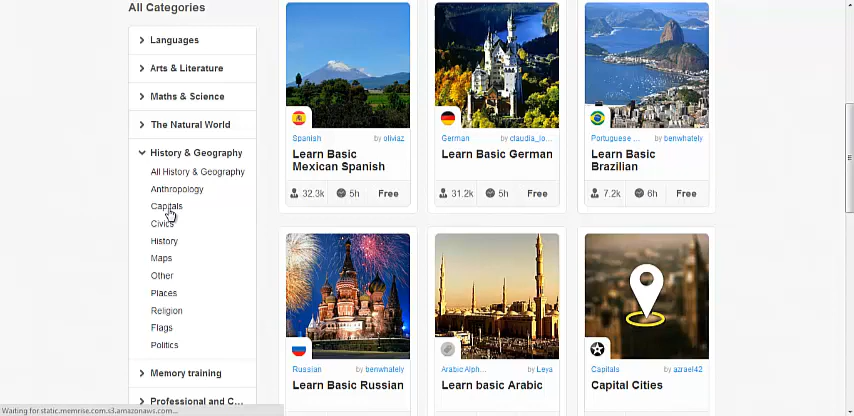 All Categories
Languages
Arts & Literature
Maths & Science
The Natural World
History & Geography
All History & Geography
Anthropology
Capitals
Civics
History
Maps
Other
Places
Religion
Flags
Politics
Memory training
Professional and C...
Spanish by oliviaz
Learn Basic
Mexican Spanish
32.3k 5h Free
German by claudia_lo...
Learn Basic German
31.2k 5h Free
Portuguese ... by benwhately
Learn Basic
Brazilian
7.2k 6h Free
Russian by benwhately
Learn Basic Russian
Arabic Alph... by Leya
Learn basic Arabic
Capitals by azrael42
Capital Cities
Waiting for static.memrise.com.s3.amazonaws.com...